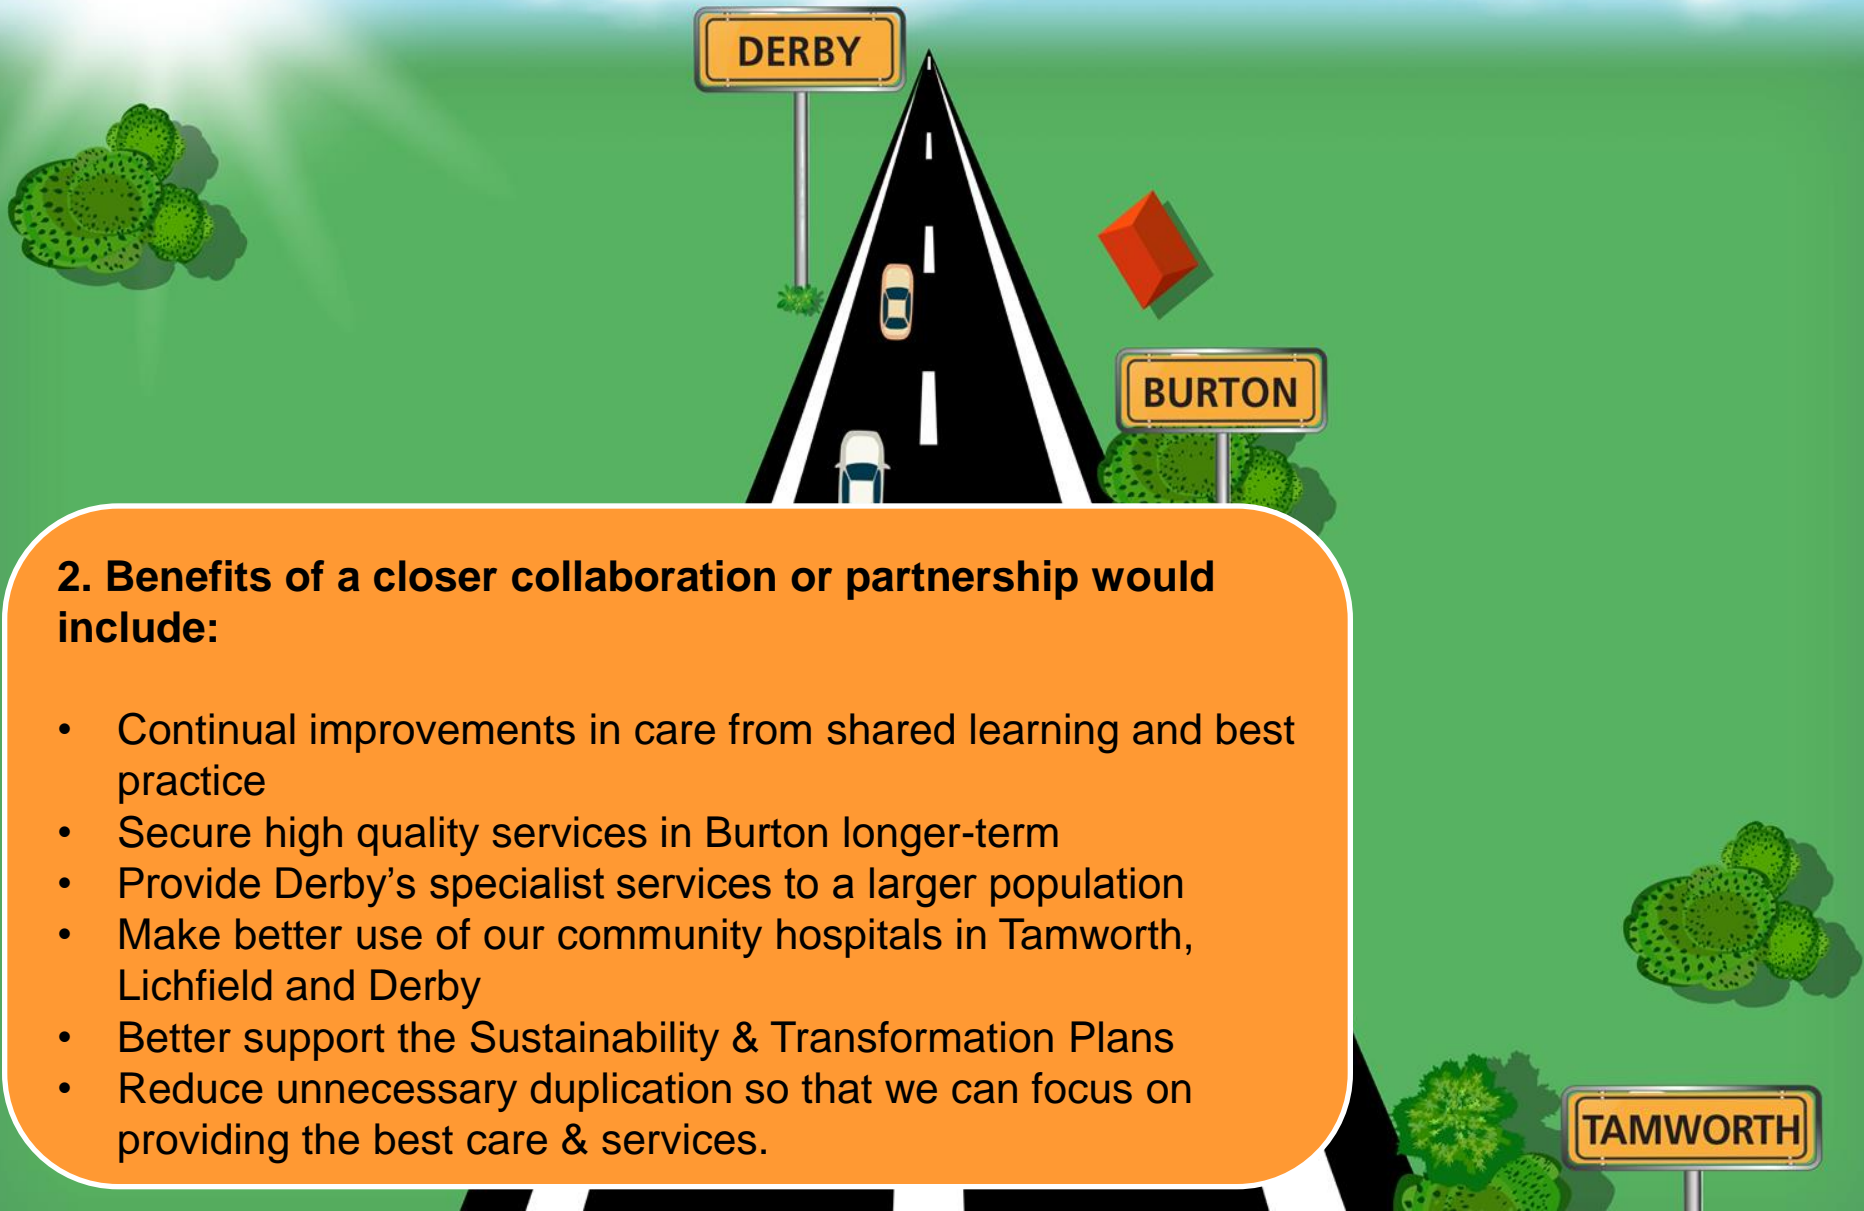 DERBY
BURTON
2. Benefits of a closer collaboration or partnership would
include:
• Continual improvements in care from shared learning and best
practice
• Secure high quality services in Burton longer-term
• Provide Derby’s specialist services to a larger population
• Make better use of our community hospitals in Tamworth,
Lichfield and Derby
• Better support the Sustainability & Transformation Plans
• Reduce unnecessary duplication so that we can focus on
providing the best care & services.
TAMWORTH